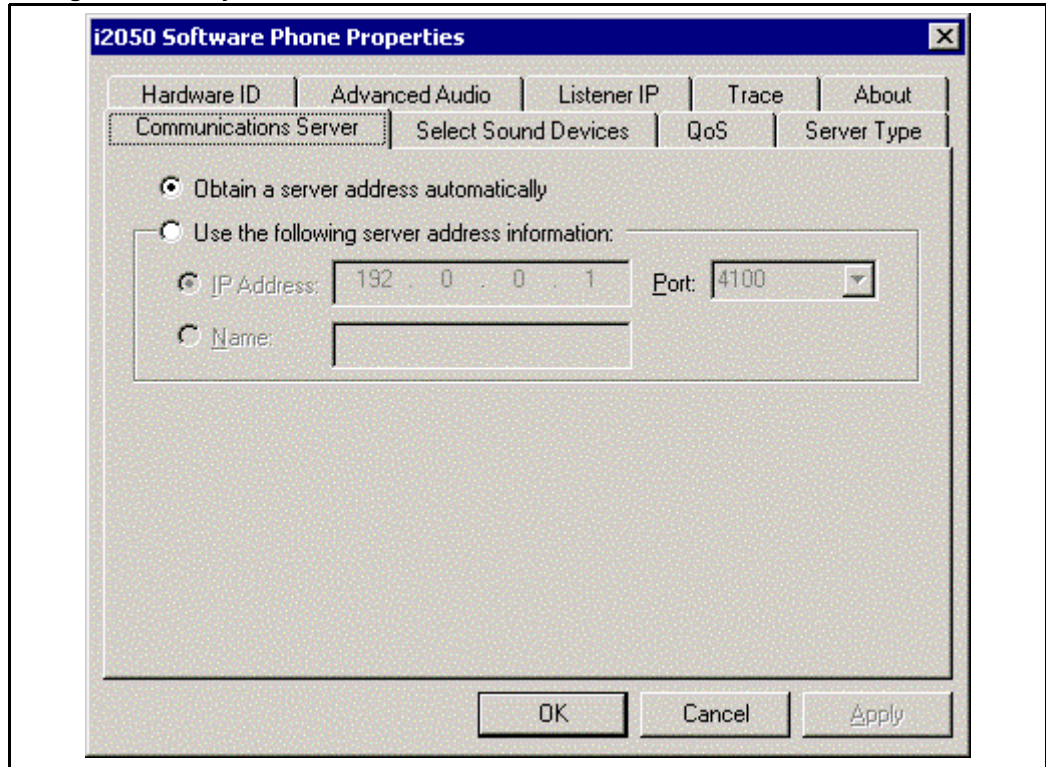 i2050 Software Phone Properties
Hardware ID Advanced Audio Listener IP Trace About
Communications Server Select Sound Devices QoS Server Type
Obtain a server address automatically
Use the following server address information:
IP Address: 192 . 0 . 0 . 1 Port: 4100
Name:
OK Cancel Apply